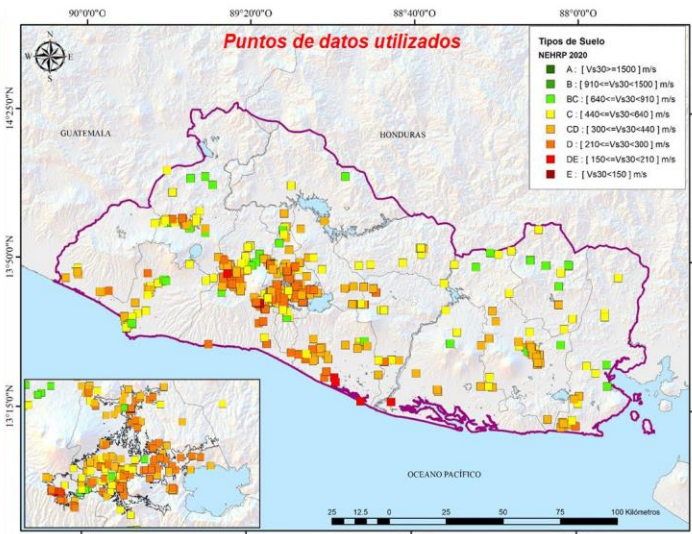 90°0'0"O
89°20'0"O
88°40'0"O
88°0'0"O
Puntos de datos utilizados
N
W
E
S
Tipos de Suelo
NEHRP 2020
A : [ Vs30>=1500 ] m/s
B : [ 910<=Vs30<1500 ] m/s
BC : [ 640<=Vs30<910 ] m/s
C : [ 440<=Vs30<640 ] m/s
CD : [ 300<=Vs30<440 ] m/s
D : [ 210<=Vs30<300 ] m/s
DE : [ 150<=Vs30<210 ] m/s
E : [ Vs30<150 ] m/s
14°25'0"N
GUATEMALA
HONDURAS
13°50'0"N
13°15'0"N
OCEANO PACÍFICO
25 12.5 0 25 50 75 100 Kilómetros